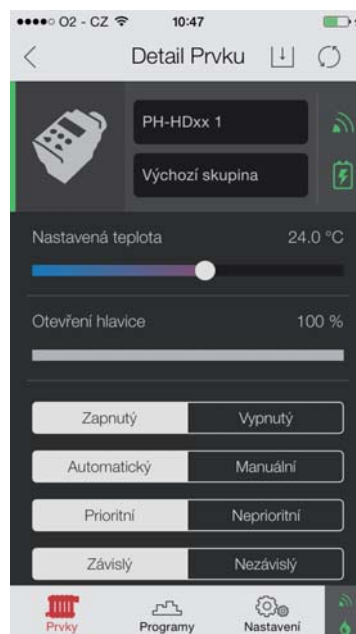 O2 - CZ 10:47
Detail Prvku
PH-HDxx 1
Výchozí skupina
Nastavená teplota 24.0 °C
Otevření hlavice 100 %
Zapnutý Vypnutý
Automatický Manuální
Prioritní Neprioritní
Závislý Nezávislý
Prvky Programy Nastavení